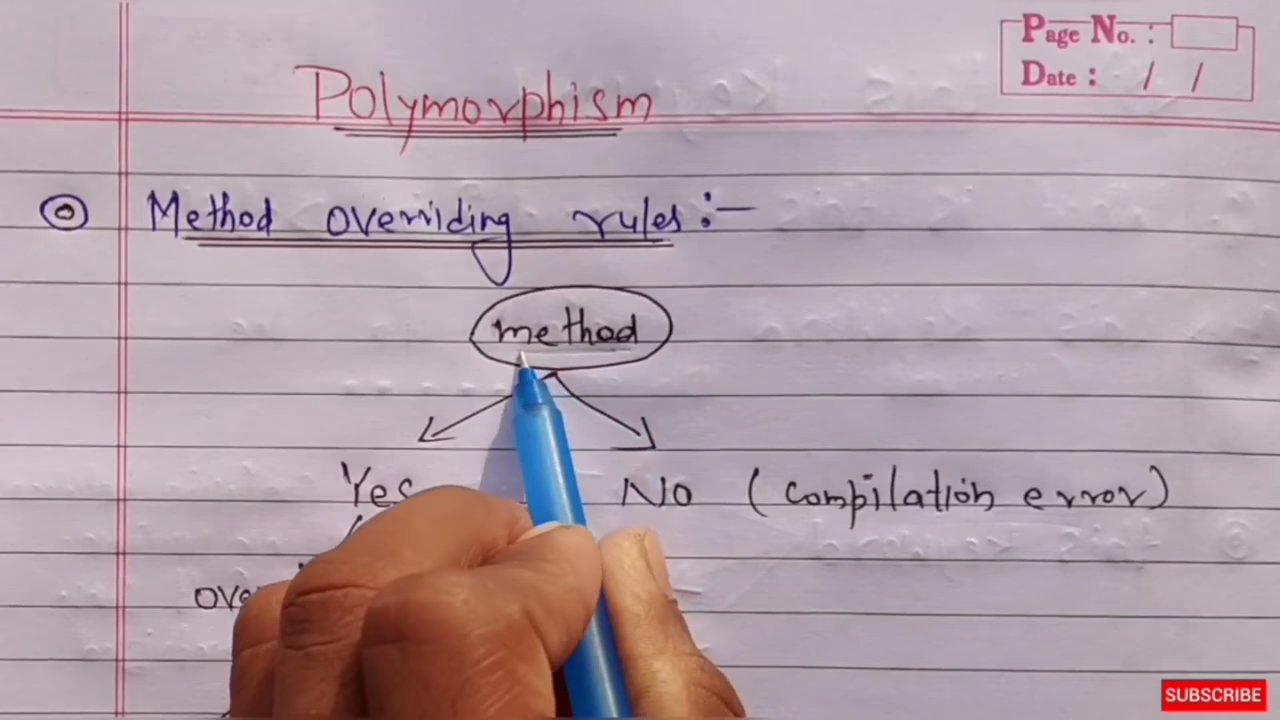 Page No. :
Date : / /
Polymorphism
Method overriding rules :-
method
Yes No (Compilation error)
SUBSCRIBE